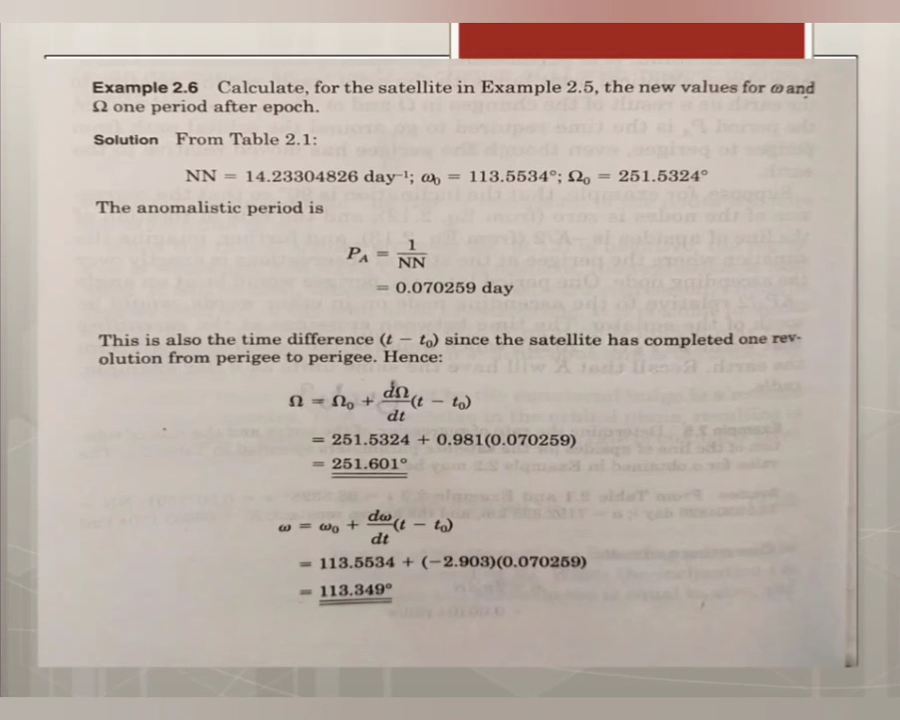 Example 2.6 Calculate, for the satellite in Example 2.5, the new values for ω and
Ω one period after epoch.
Solution From Table 2.1:
NN = 14.23304826 day⁻¹; ω₀ = 113.5534°; Ω₀ = 251.5324°
The anomalistic period is
P_A = 1/NN
= 0.070259 day
This is also the time difference (t − t₀) since the satellite has completed one rev-
olution from perigee to perigee. Hence:
Ω = Ω₀ + dΩ/dt (t − t₀)
= 251.5324 + 0.981(0.070259)
= 251.601°
ω = ω₀ + dω/dt (t − t₀)
= 113.5534 + (−2.903)(0.070259)
= 113.349°